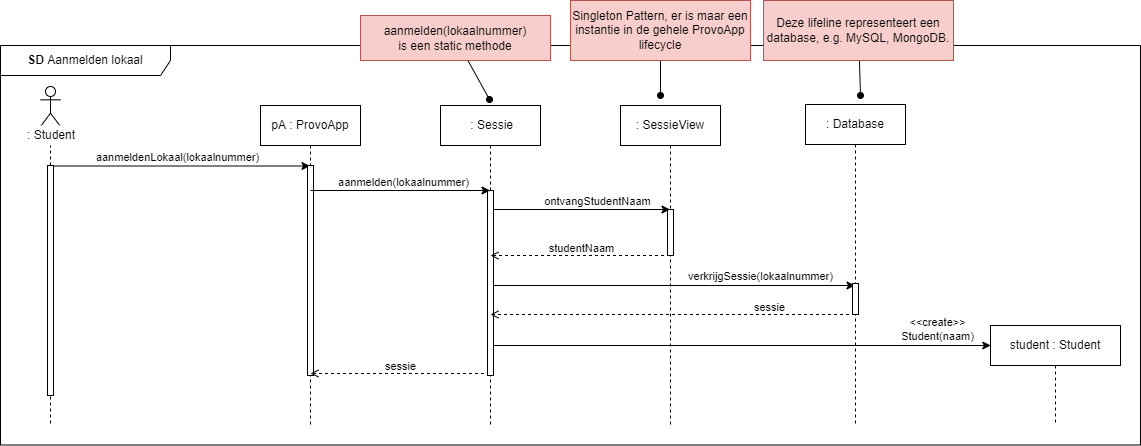 aanmelden(lokaalnummer)
is een static methode
Singleton Pattern, er is maar een
instantie in de gehele ProvoApp
lifecycle
Deze lifeline representeert een
database, e.g. MySQL, MongoDB.
SD Aanmelden lokaal
: Student
pA : ProvoApp
: Sessie
: SessieView
: Database
aanmeldenLokaal(lokaalnummer)
aanmelden(lokaalnummer)
ontvangStudentNaam
studentNaam
verkrijgSessie(lokaalnummer)
sessie
<<create>>
Student(naam)
student : Student
sessie